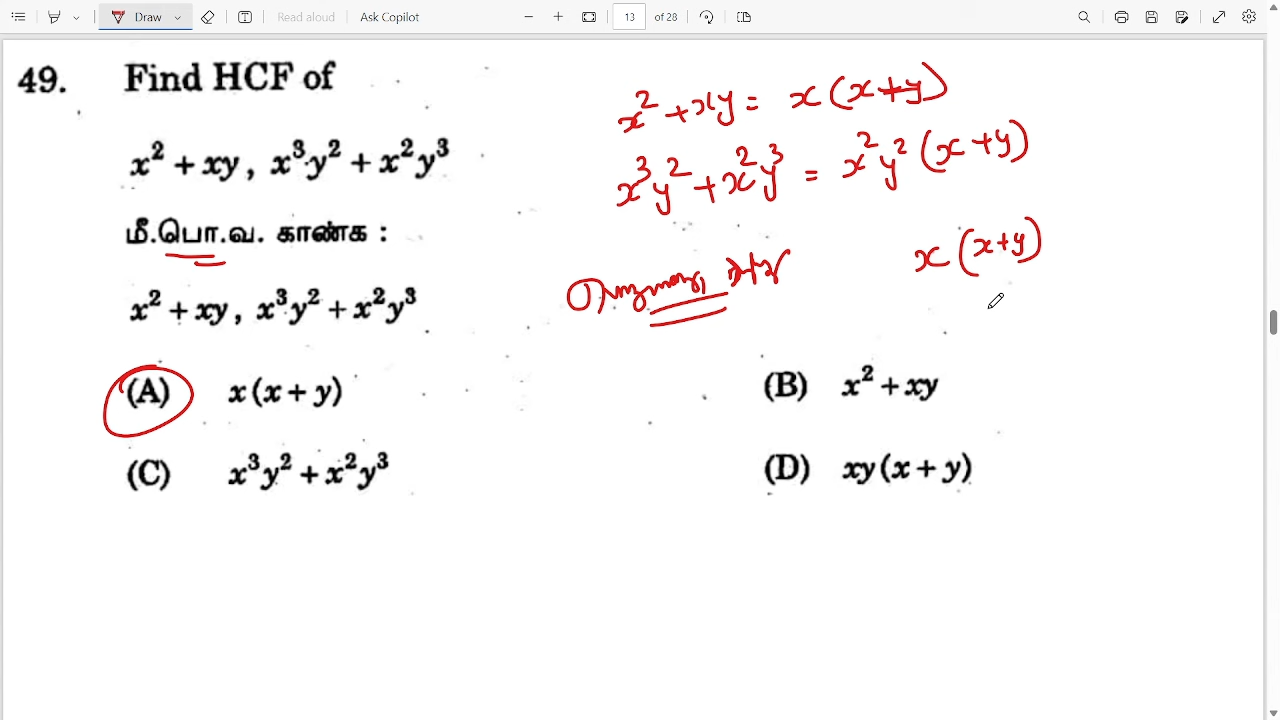 Draw Read aloud Ask Copilot 13 of 28
49. Find HCF of
x² + xy, x³y² + x²y³
மீ.பொ.வ. காண்க :
x² + xy, x³y² + x²y³
(A) x(x + y)
(B) x² + xy
(C) x³y² + x²y³
(D) xy(x + y)
x² + xy = x(x+y)
x³y² + x²y³ = x²y²(x+y)
x(x+y)